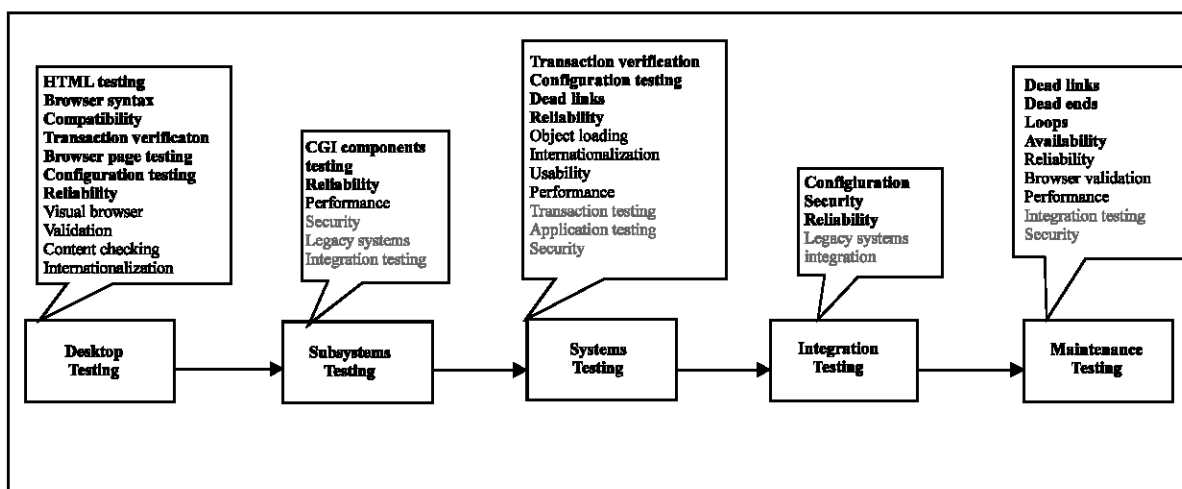 HTML testing
Browser syntax
Compatibility
Transaction verificaton
Browser page testing
Configuration testing
Reliability
Visual browser
Validation
Content checking
Internationalization
CGI components
testing
Reliability
Performance
Security
Legacy systems
Integration testing
Transaction verification
Configuration testing
Dead links
Reliability
Object loading
Internationalization
Usability
Performance
Transaction testing
Application testing
Security
Configiuration
Security
Reliability
Legacy systems
integration
Dead links
Dead ends
Loops
Availability
Reliability
Browser validation
Performance
Integration testing
Security
Desktop
Testing
Subsystems
Testing
Systems
Testing
Integration
Testing
Maintenance
Testing